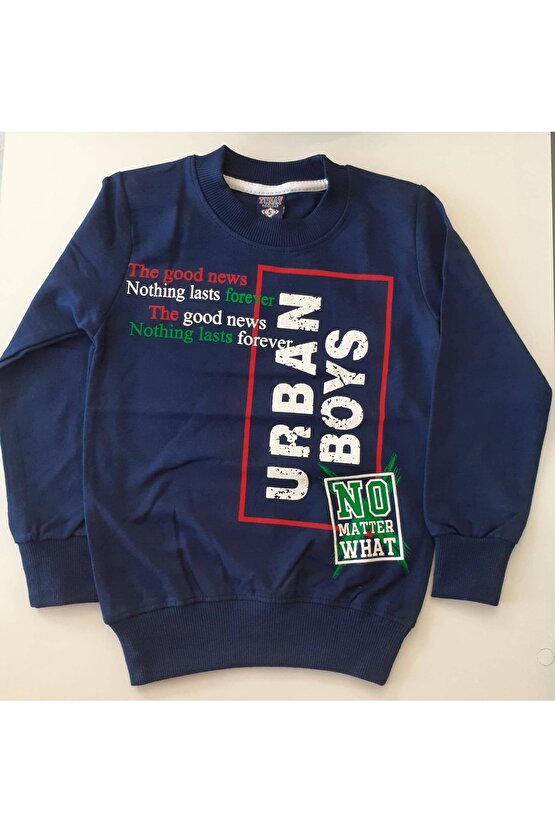 The good news
Nothing lasts forever
The good news
Nothing lasts forever
URBAN
BOYS
NO
MATTER
WHAT